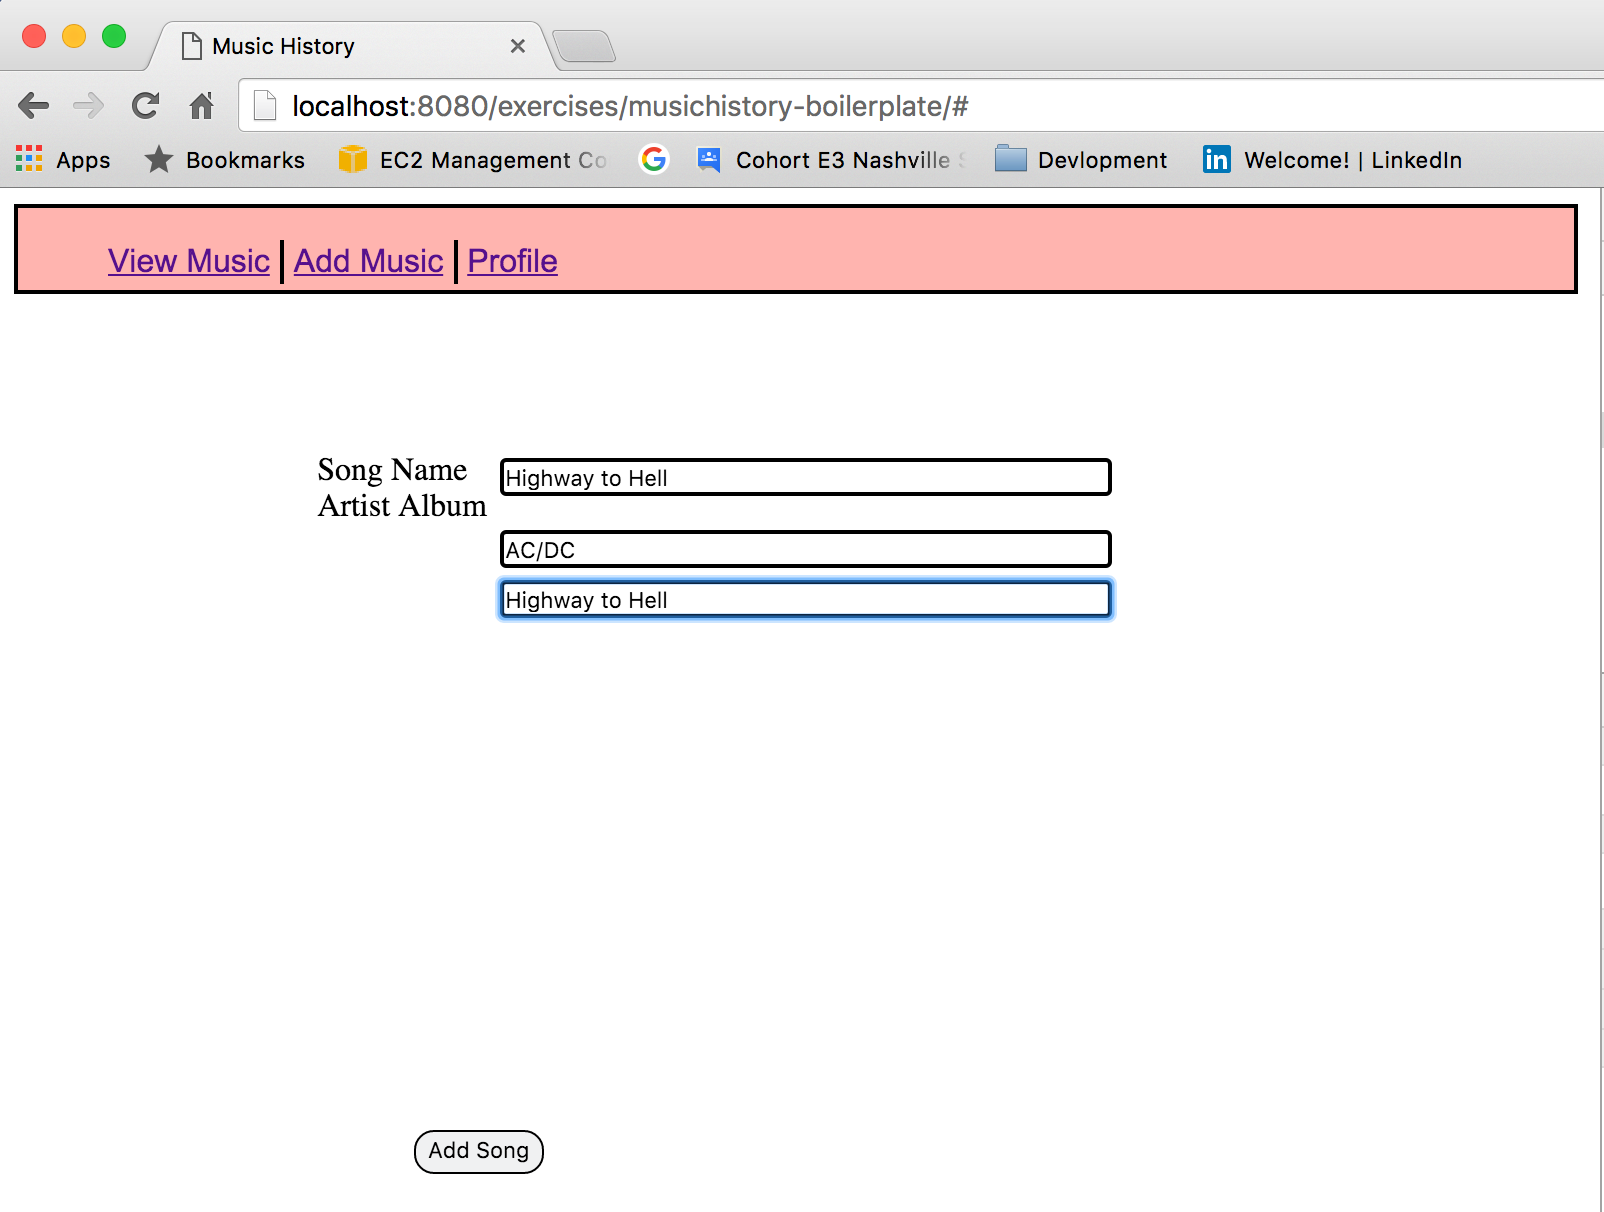 Music History
localhost:8080/exercises/musichistory-boilerplate/#
Apps Bookmarks EC2 Management Co G Cohort E3 Nashville Devlopment in Welcome! | LinkedIn
View Music Add Music Profile
Song Name Highway to Hell
Artist Album
AC/DC
Highway to Hell
Add Song